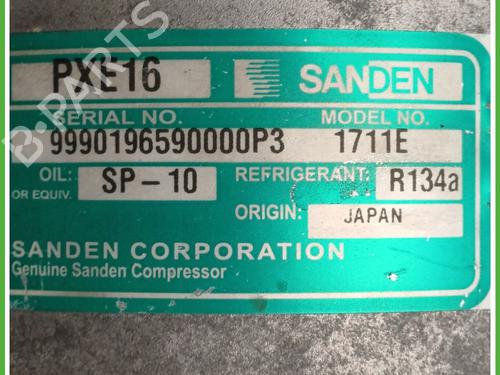 PXE16
SANDEN
SERIAL NO.
MODEL NO.
9990196590000P3
1711E
OIL:
OR EQUIV.
SP-10
REFRIGERANT:
R134a
ORIGIN:
JAPAN
SANDEN CORPORATION
Genuine Sanden Compressor
B-PARTS